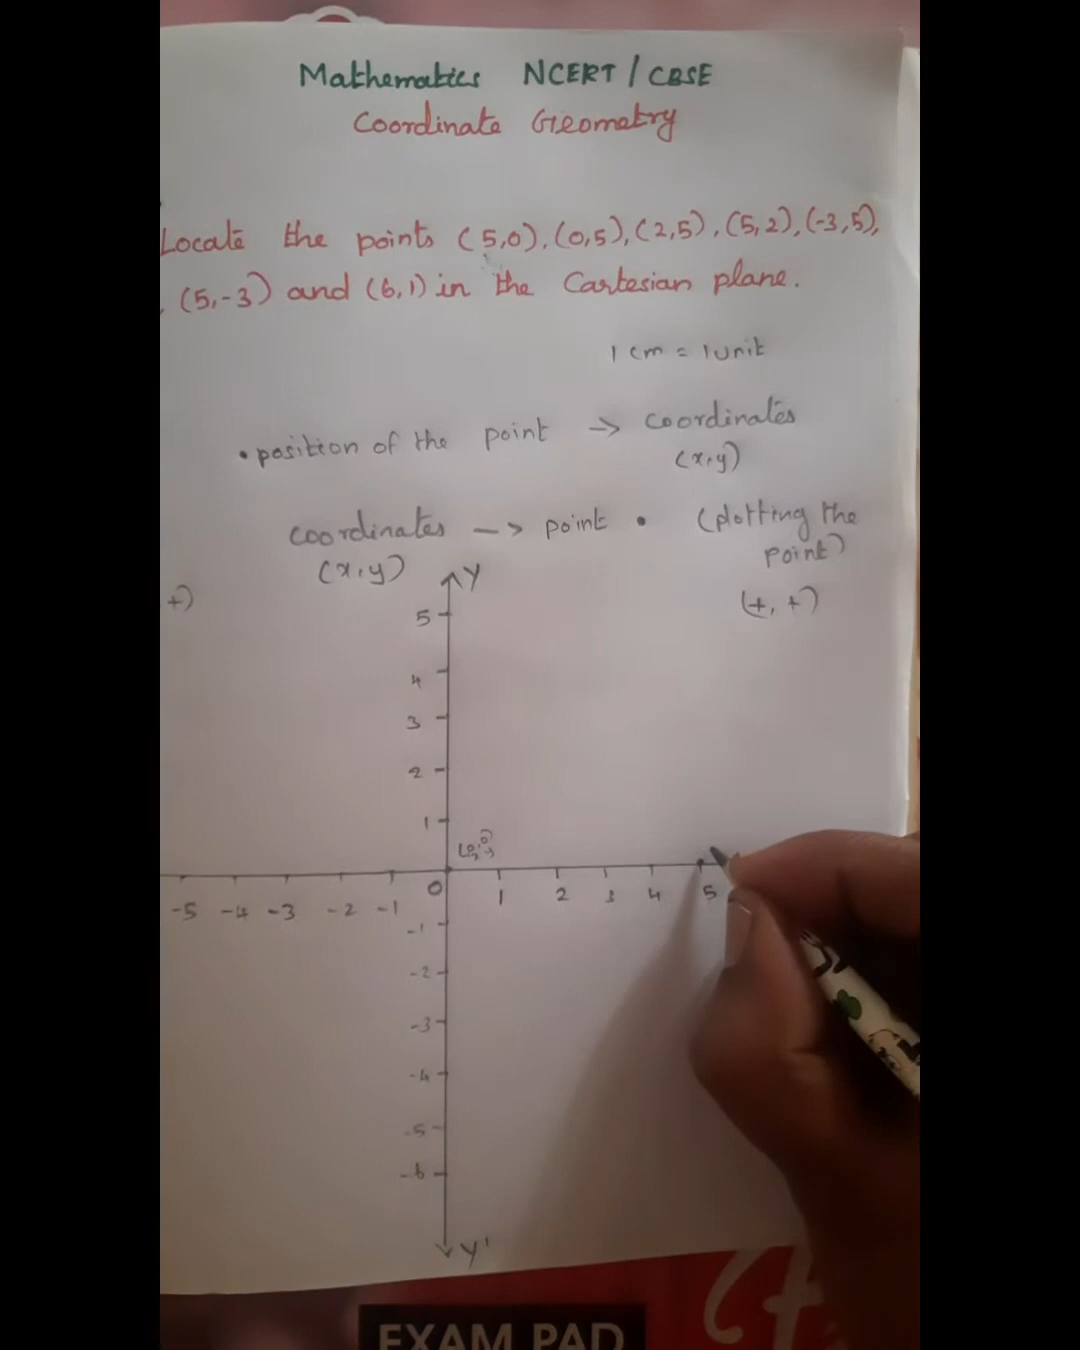 Mathematics NCERT / CBSE
Coordinate Geometry
Locate the points (5,0), (0,5), (2,5), (5,2), (-3,5),
(5,-3) and (6,1) in the Cartesian plane.
1 cm = 1 unit
• position of the point → coordinates
(x,y)
coordinates --> point • (plotting the
point)
(x,y)
Y
+)
(+, +)
5
4
3
2
1
(0,0)
-5 -4 -3 -2 -1 0 1 2 3 4 5
-1
-2
-3
-4
-5
-6
Y'
EXAM PAD